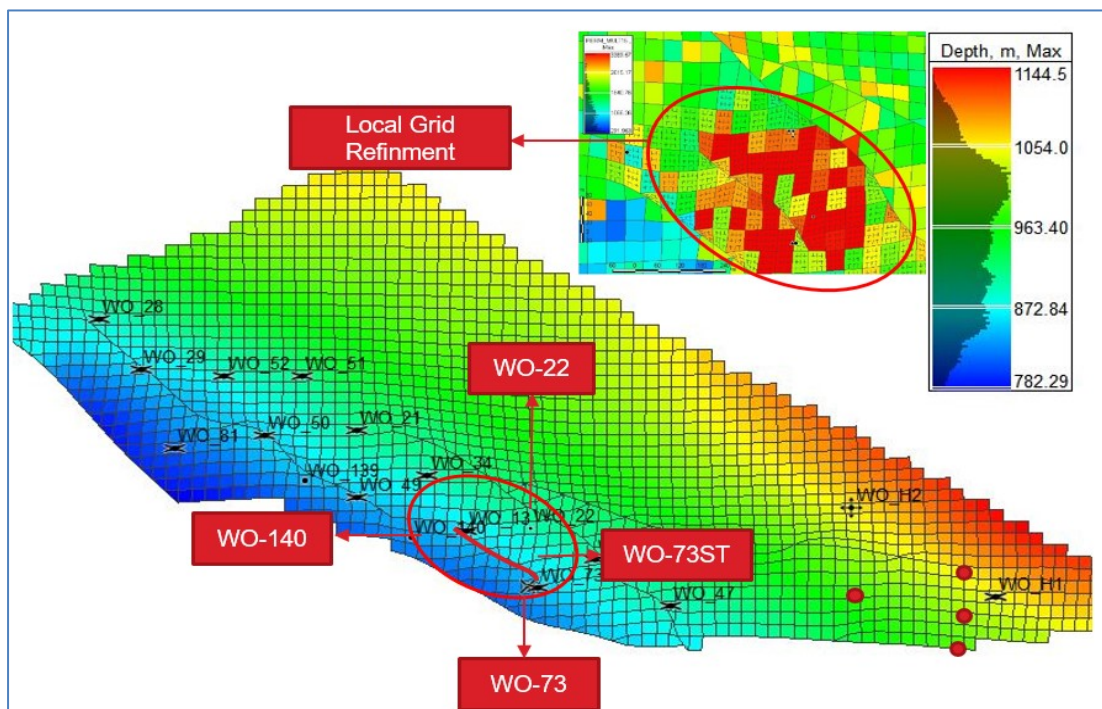 Local Grid
Refinment
Max
Depth, m, Max
1144.5
1054.0
963.40
872.84
782.29
WO_28
WO_29
WO_52
WO_51
WO-22
WO_81
WO_50
WO_21
WO_139
WO_34
WO_49
WO_H2
WO-140
WO_13
WO_22
WO-73ST
WO_73
WO_47
WO_H1
WO-73